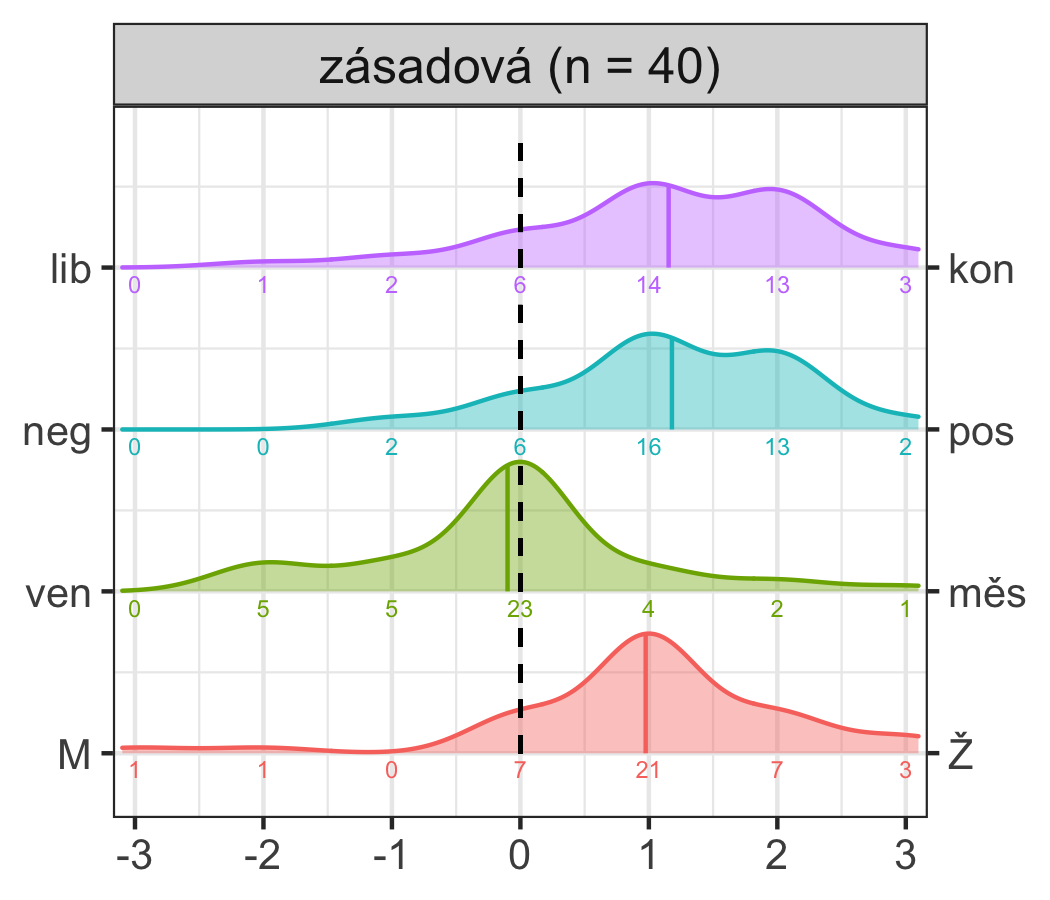 zásadová (n = 40)
lib kon
0 1 2 6 14 13 3
neg pos
0 0 2 6 16 13 2
ven měs
0 5 5 23 4 2 1
M Ž
1 1 0 7 21 7 3
-3 -2 -1 0 1 2 3